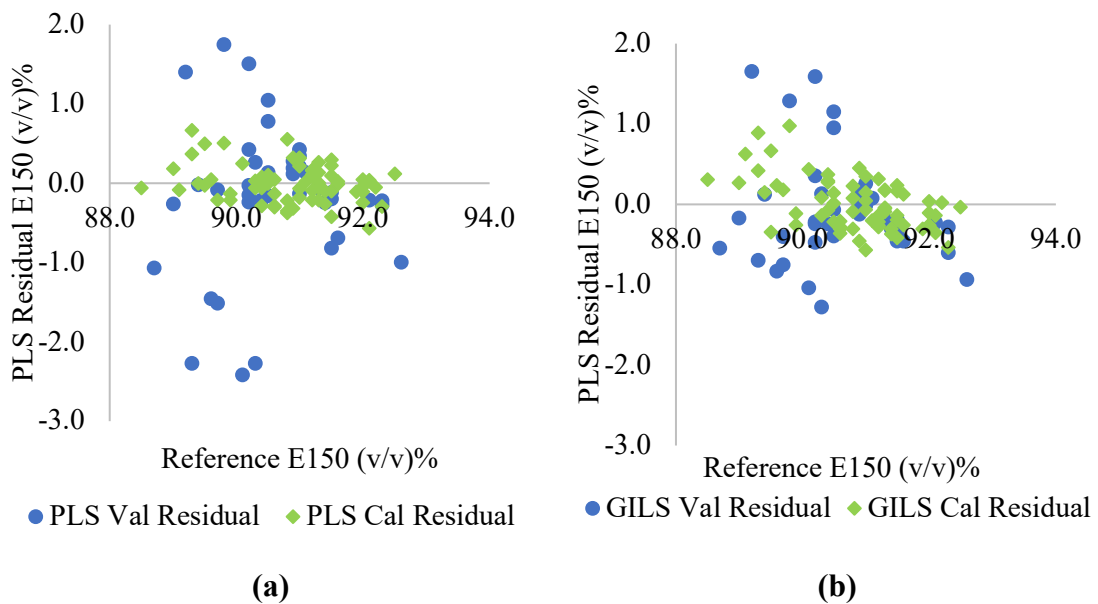 2.0
1.0
0.0
-1.0
-2.0
-3.0
88.0 90.0 92.0 94.0
PLS Residual E150 (v/v)%
Reference E150 (v/v)%
PLS Val Residual PLS Cal Residual
(a)
2.0
1.0
0.0
-1.0
-2.0
-3.0
88.0 90.0 92.0 94.0
PLS Residual E150 (v/v)%
Reference E150 (v/v)%
GILS Val Residual GILS Cal Residual
(b)